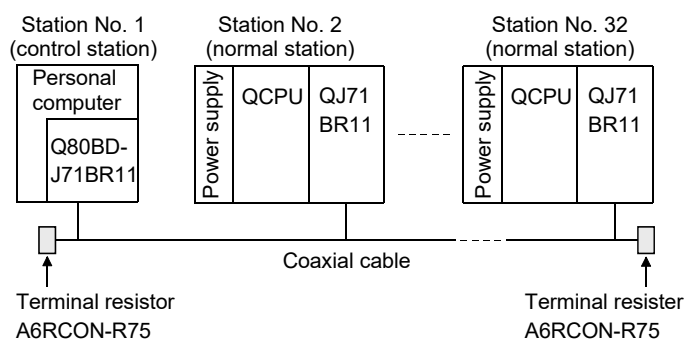 Station No. 1
(control station)
Station No. 2
(normal station)
Station No. 32
(normal station)
Personal
computer
Q80BD-
J71BR11
Power supply
QCPU
QJ71
BR11
Power supply
QCPU
QJ71
BR11
Coaxial cable
Terminal resistor
A6RCON-R75
Terminal resister
A6RCON-R75